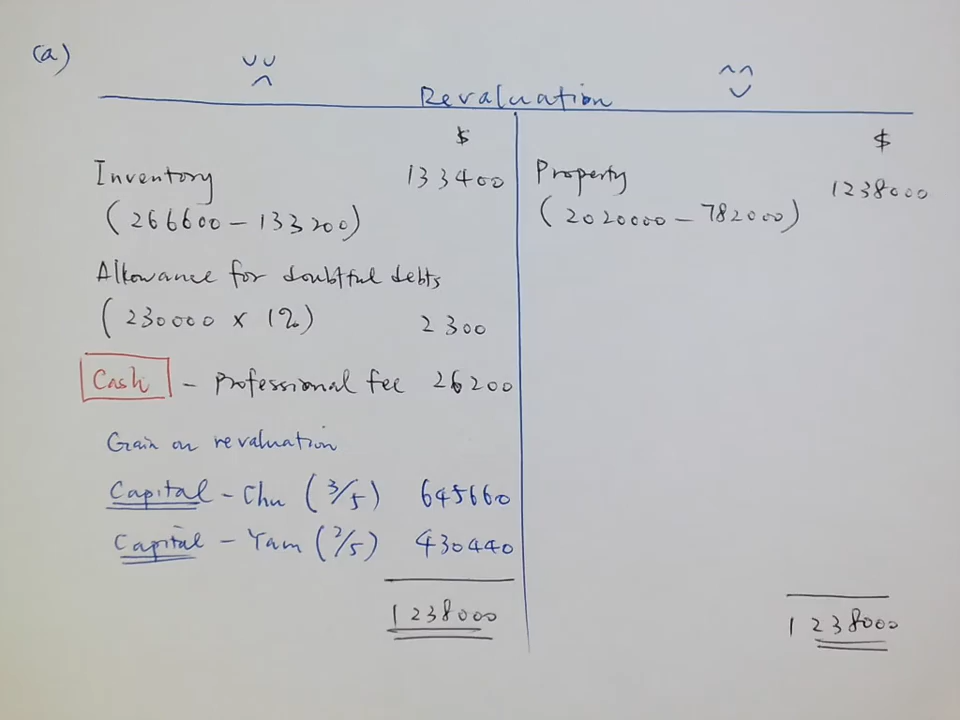 (a)
Revaluation
$ $
Inventory 133400 Property 1238000
(266600 - 133200) (2020000 - 782000)
Allowance for doubtful debts
(230000 x 1%) 2300
Cash - Professional fee 26200
Gain on revaluation
Capital - Chu (3/5) 645660
Capital - Yam (2/5) 430440
1238000 1238000